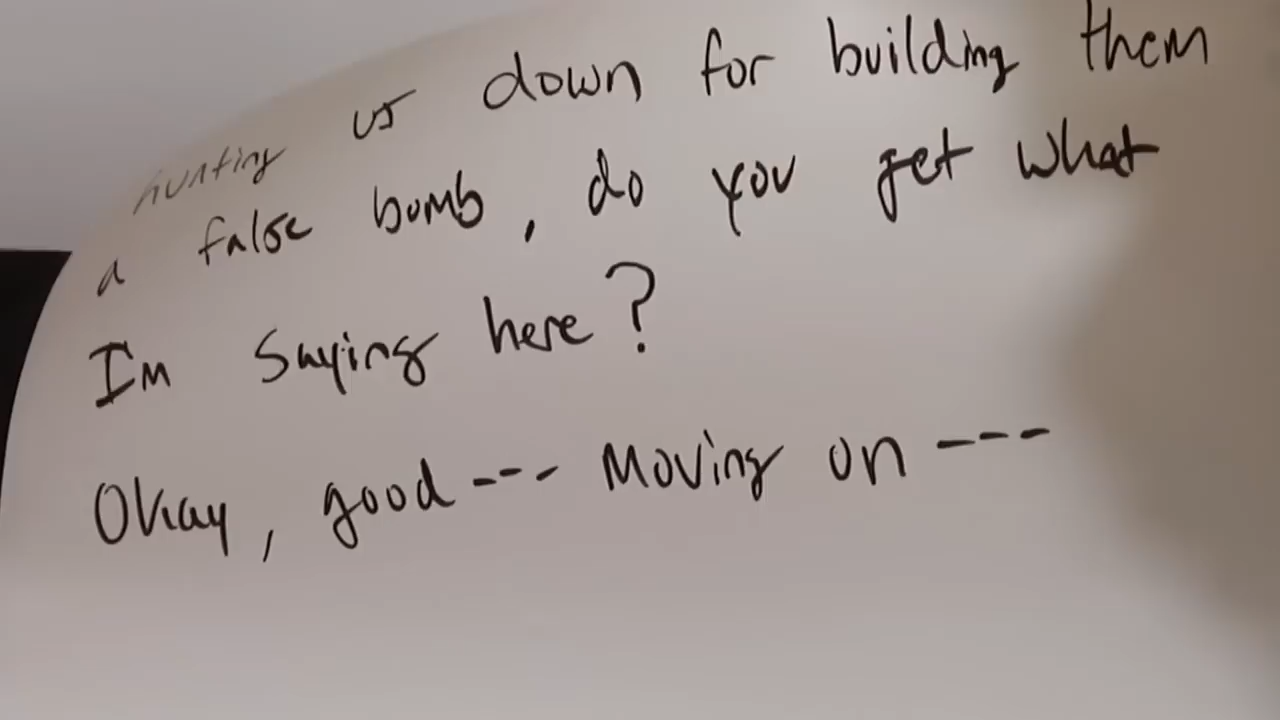 hunting us down for building them
a false bomb, do you get what
I'm saying here?
Okay, good --- Moving on ---